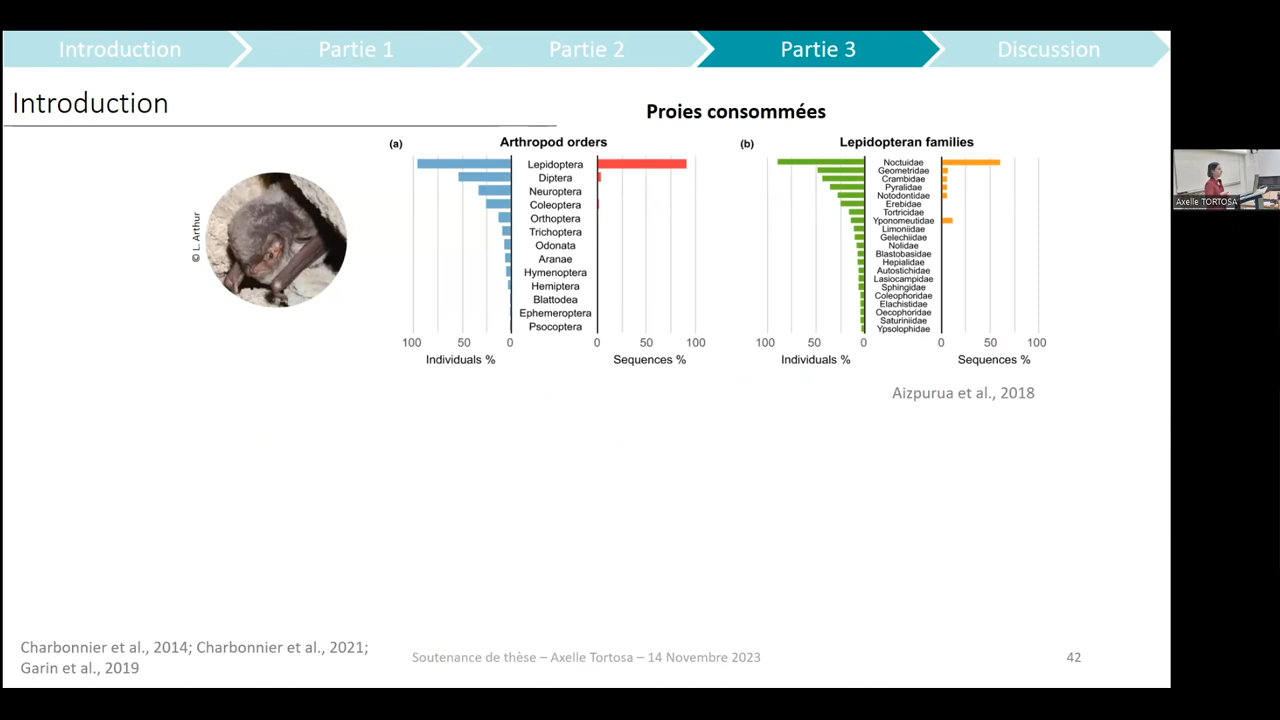 Introduction Partie 1 Partie 2 Partie 3 Discussion
Introduction
Proies consommées
(a) Arthropod orders
Lepidoptera
Diptera
Neuroptera
Coleoptera
Orthoptera
Trichoptera
Odonata
Aranae
Hymenoptera
Hemiptera
Blattodea
Ephemeroptera
Psocoptera
100 50 0 0 50 100
Individuals % Sequences %
(b) Lepidopteran families
Noctuidae
Geometridae
Crambidae
Pyralidae
Notodontidae
Erebidae
Tortricidae
Yponomeutidae
Limoniidae
Gelechiidae
Nolidae
Blastobasidae
Hepialidae
Autostichidae
Lasiocampidae
Sphingidae
Coleophoridae
Elachistidae
Oecophoridae
Saturniidae
Ypsolophidae
100 50 0 0 50 100
Individuals % Sequences %
© L. Arthur
Aizpurua et al., 2018
Axelle TORTOSA
Charbonnier et al., 2014; Charbonnier et al., 2021;
Garin et al., 2019
Soutenance de thèse – Axelle Tortosa – 14 Novembre 2023
42